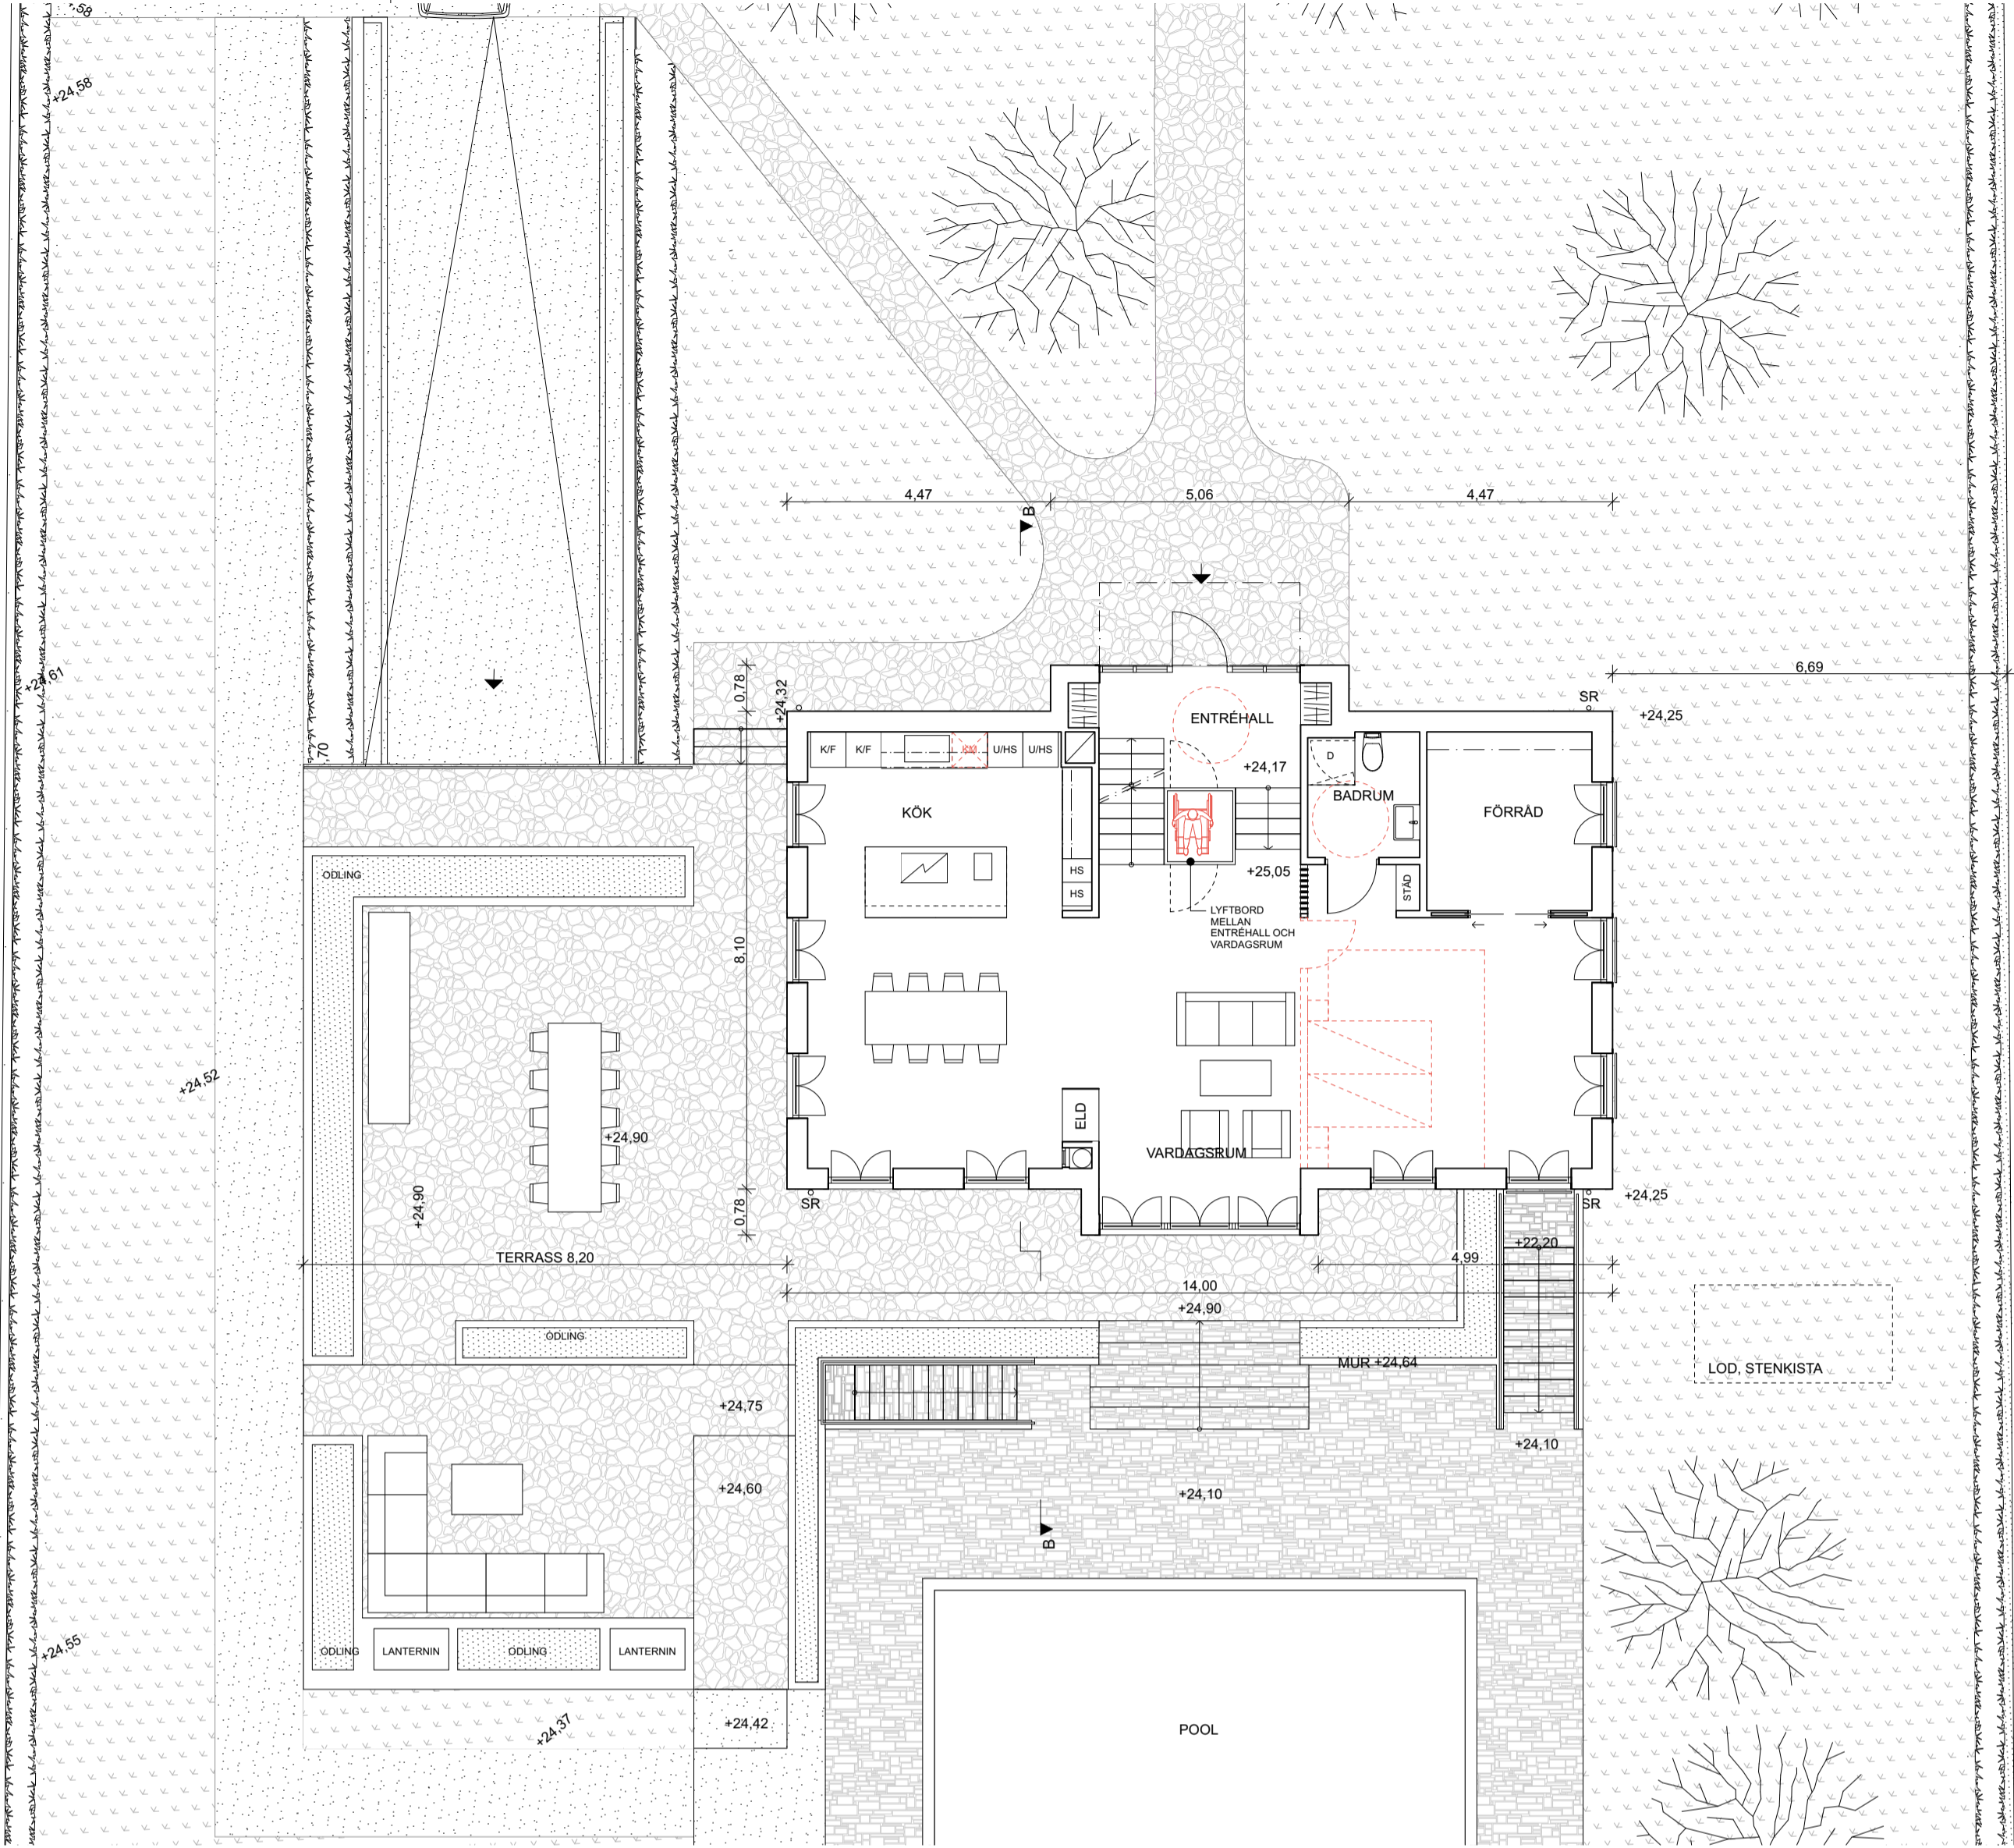 +24,58
4,47
5,06
4,47
B
+24,61
6,69
0,78
+24,32
SR
+24,25
ENTRÉHALL
,70
K/F
K/F
KM
U/HS
U/HS
D
+24,17
BADRUM
KÖK
FÖRRÅD
ODLING
HS
HS
+25,05
STÄD
LYFTBORD
MELLAN
ENTRÉHALL OCH
VARDAGSRUM
8,10
+24,52
ELD
+24,90
VARDAGSRUM
+24,90
SR
SR
+24,25
0,78
+22,20
TERRASS 8,20
4,99
14,00
+24,90
ODLING
MUR +24,64
LOD, STENKISTA
+24,75
+24,10
+24,60
+24,10
B
+24,55
ODLING
LANTERNIN
ODLING
LANTERNIN
+24,37
+24,42
POOL